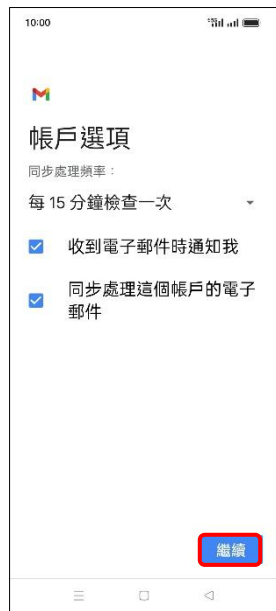 10:00
帳戶選項
同步處理頻率：
每 15 分鐘檢查一次
收到電子郵件時通知我
同步處理這個帳戶的電子
郵件
繼續